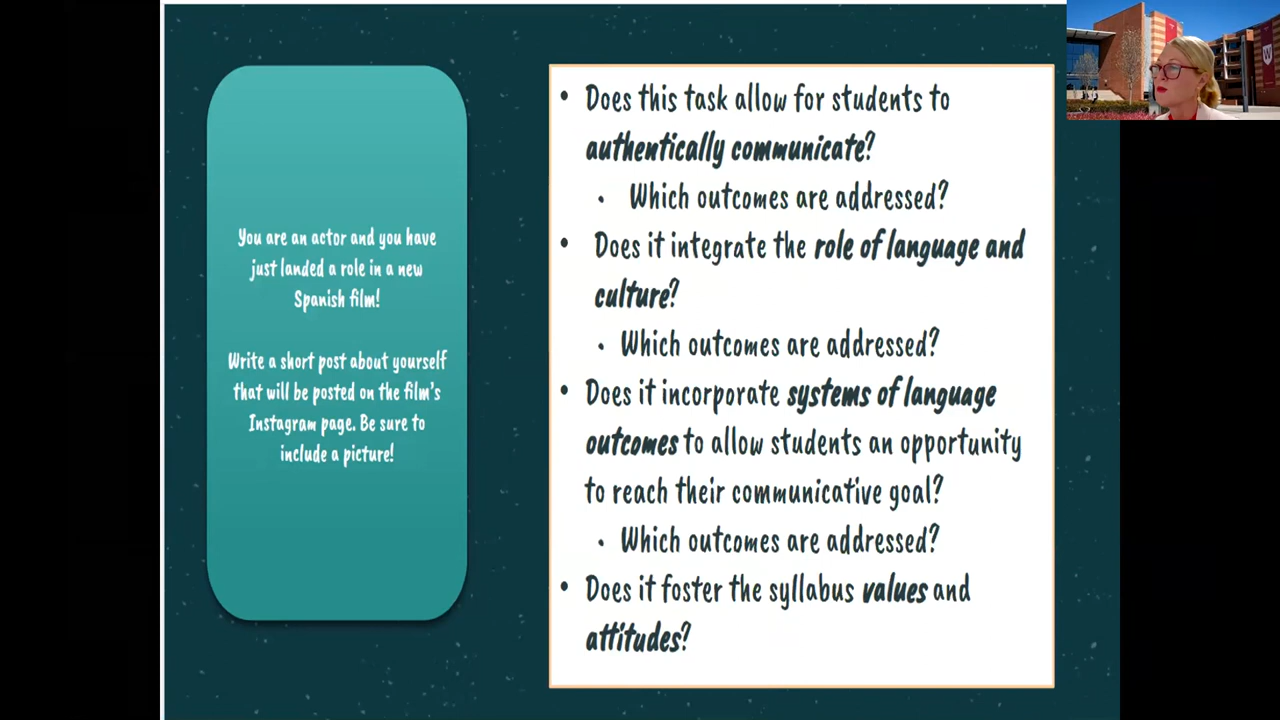 You are an actor and you have
just landed a role in a new
Spanish film!
Write a short post about yourself
that will be posted on the film's
Instagram page. Be sure to
include a picture!
• Does this task allow for students to
authentically communicate?
• Which outcomes are addressed?
• Does it integrate the role of language and
culture?
• Which outcomes are addressed?
• Does it incorporate systems of language
outcomes to allow students an opportunity
to reach their communicative goal?
• Which outcomes are addressed?
• Does it foster the syllabus values and
attitudes?
W